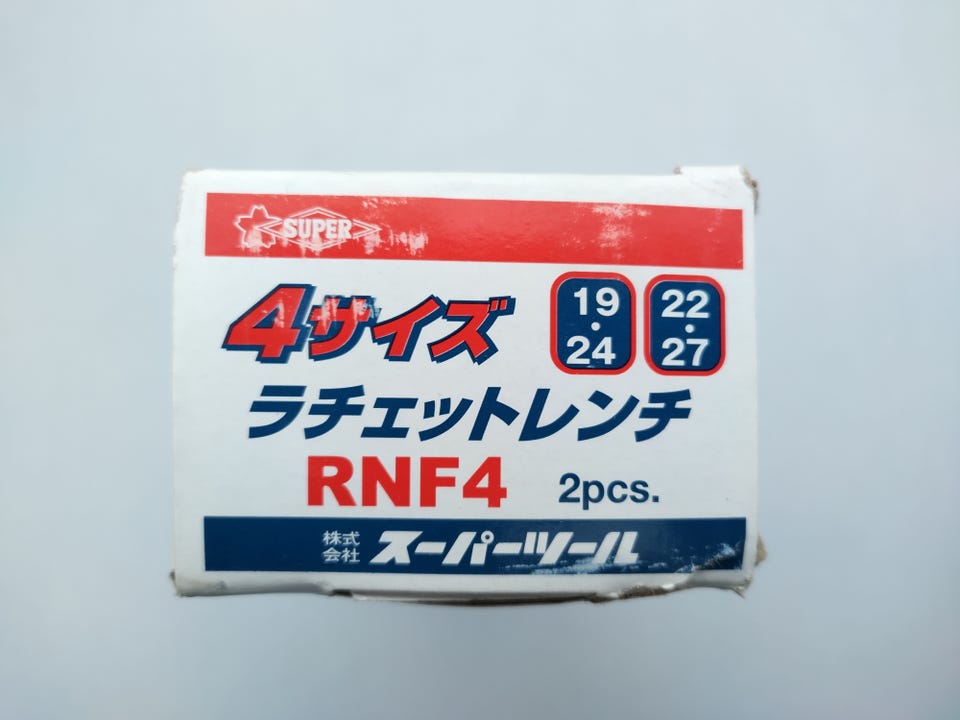 SUPER
4サイズ
19・24
22・27
ラチェットレンチ
RNF4 2pcs.
株式会社 スーパーツール